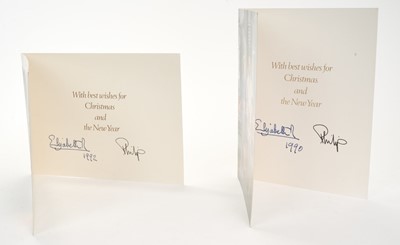 With best wishes for
Christmas
and
the New Year
Elizabeth R
1992
Philip
With best wishes for
Christmas
and
the New Year
Elizabeth R
1990
Philip